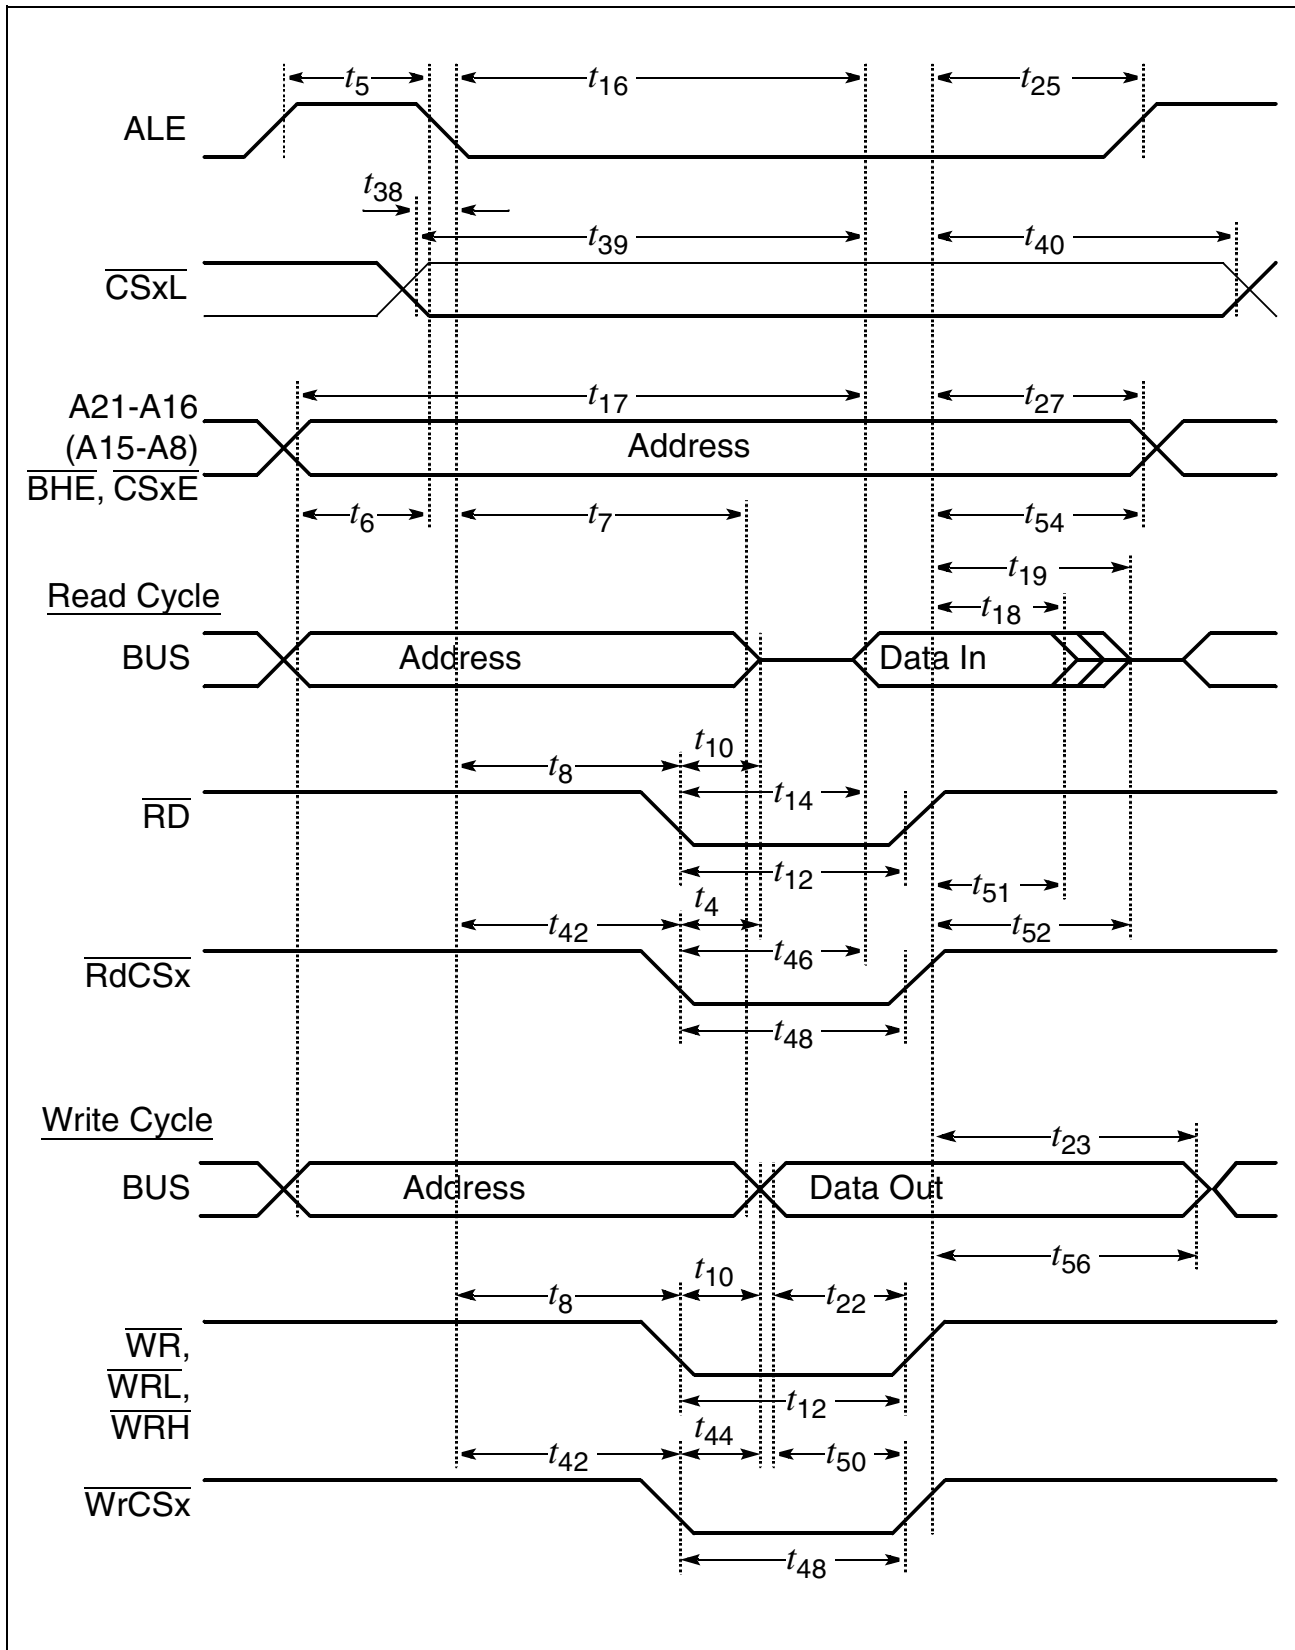 t5 t16 t25
ALE
t38
t39 t40
CSxL
t17 t27
A21-A16
(A15-A8) Address
BHE, CSxE
t6 t7 t54
t19
Read Cycle
t18
BUS Address Data In
t10
t8
t14
RD
t12
t51
t4
t42 t52
t46
RdCSx
t48
Write Cycle
t23
BUS Address Data Out
t10 t56
t8 t22
WR,
WRL,
t12
WRH
t44
t42 t50
WrCSx
t48